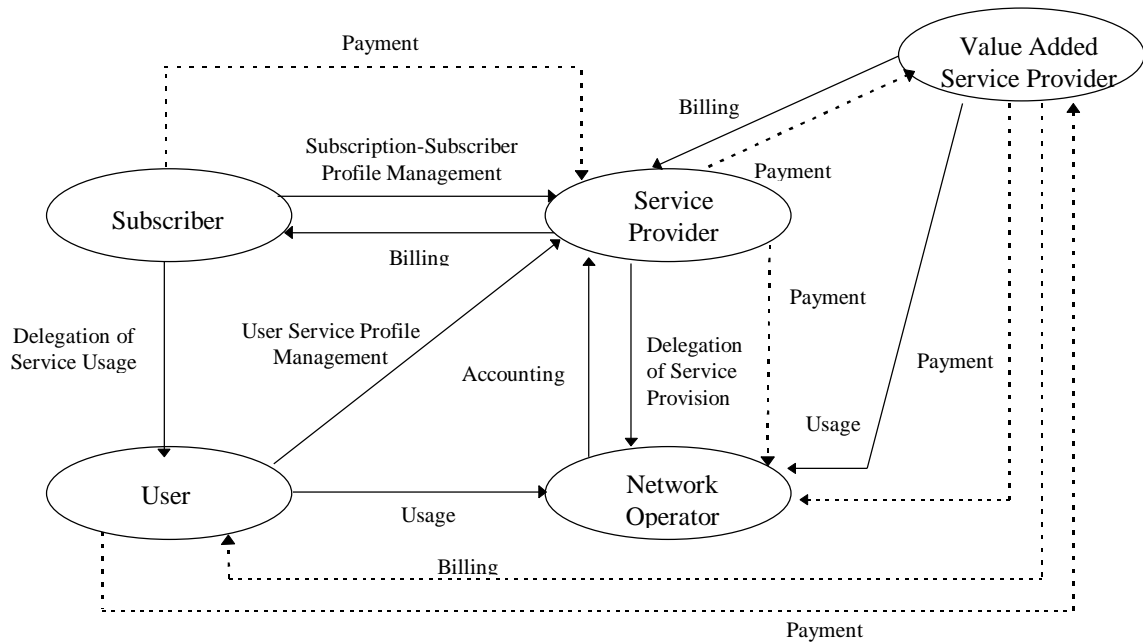 Payment
Value Added
Service Provider
Billing
Subscription-Subscriber
Profile Management
Payment
Subscriber
Service
Provider
Billing
Payment
Delegation of
Service Usage
User Service Profile
Management
Accounting
Delegation
of Service
Provision
Payment
Usage
User
Network
Operator
Usage
Billing
Payment